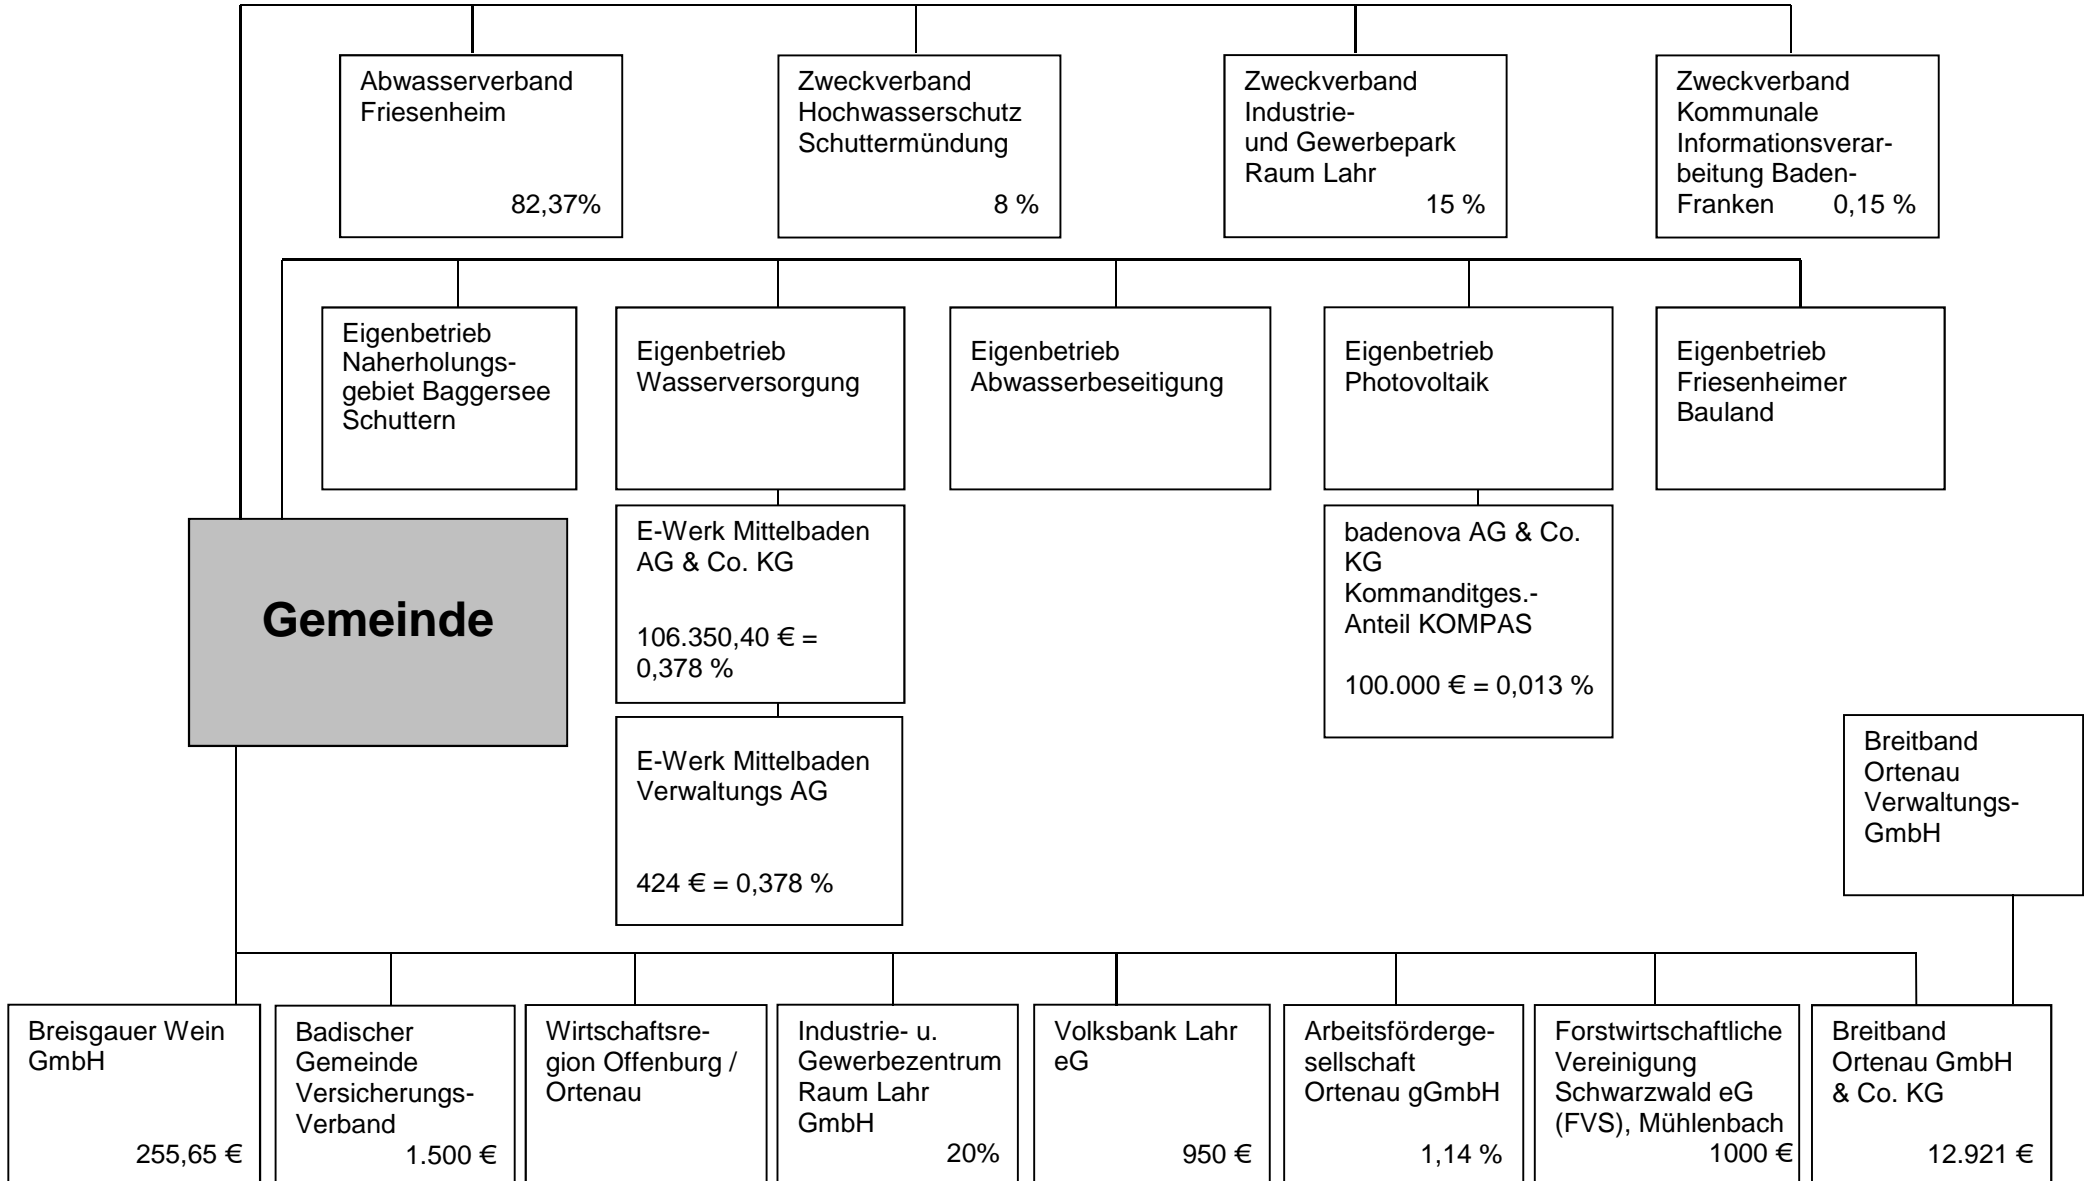 Abwasserverband
Friesenheim
82,37%
Zweckverband
Hochwasserschutz
Schuttermündung
8 %
Zweckverband
Industrie-
und Gewerbepark
Raum Lahr
15 %
Zweckverband
Kommunale
Informationsverar-
beitung Baden-
Franken 0,15 %
Eigenbetrieb
Naherholungs-
gebiet Baggersee
Schuttern
Eigenbetrieb
Wasserversorgung
Eigenbetrieb
Abwasserbeseitigung
Eigenbetrieb
Photovoltaik
Eigenbetrieb
Friesenheimer
Bauland
Gemeinde
E-Werk Mittelbaden
AG & Co. KG
106.350,40 € =
0,378 %
badenova AG & Co.
KG
Kommanditges.-
Anteil KOMPAS
100.000 € = 0,013 %
E-Werk Mittelbaden
Verwaltungs AG
424 € = 0,378 %
Breitband
Ortenau
Verwaltungs-
GmbH
Breisgauer Wein
GmbH
255,65 €
Badischer
Gemeinde
Versicherungs-
Verband
1.500 €
Wirtschaftsre-
gion Offenburg /
Ortenau
Industrie- u.
Gewerbezentrum
Raum Lahr
GmbH
20%
Volksbank Lahr
eG
950 €
Arbeitsförderge-
sellschaft
Ortenau gGmbH
1,14 %
Forstwirtschaftliche
Vereinigung
Schwarzwald eG
(FVS), Mühlenbach
1000 €
Breitband
Ortenau GmbH
& Co. KG
12.921 €